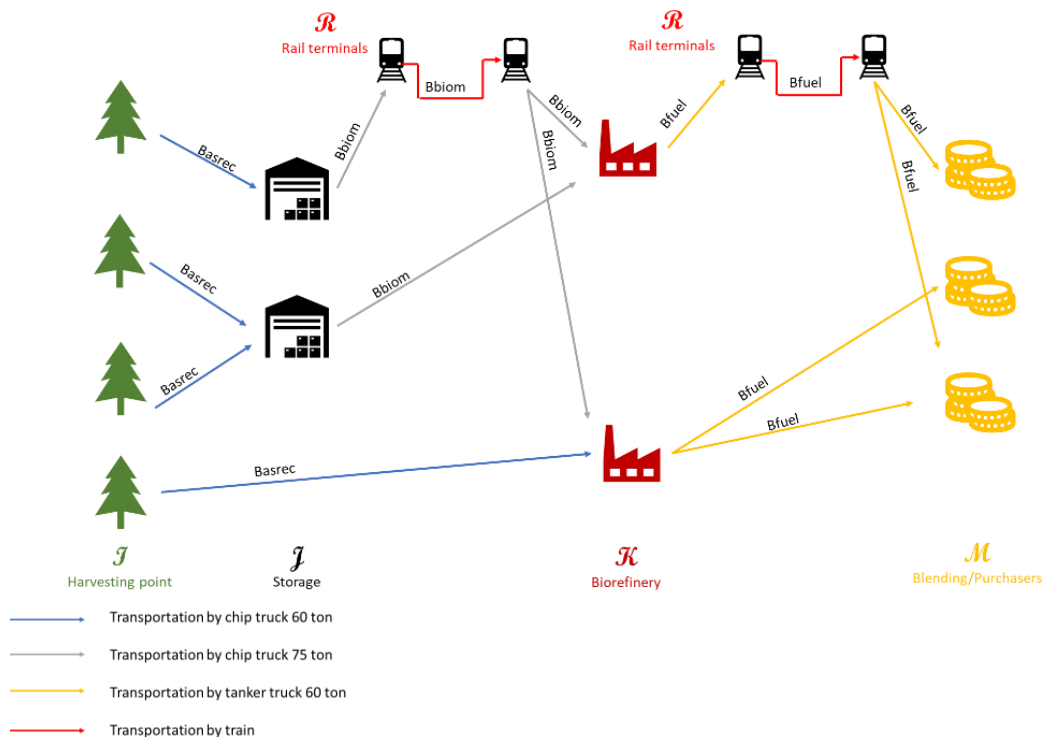 ℛ
Rail terminals
ℛ
Rail terminals
Bbiom
Bfuel
Basrec
Bbiom
Bbiom
Bbiom
Bfuel
Bfuel
Bfuel
Basrec
Bbiom
Basrec
Bfuel
Bfuel
Basrec
ℐ
Harvesting point
𝒥
Storage
𝒦
Biorefinery
ℳ
Blending/Purchasers
Transportation by chip truck 60 ton
Transportation by chip truck 75 ton
Transportation by tanker truck 60 ton
Transportation by train